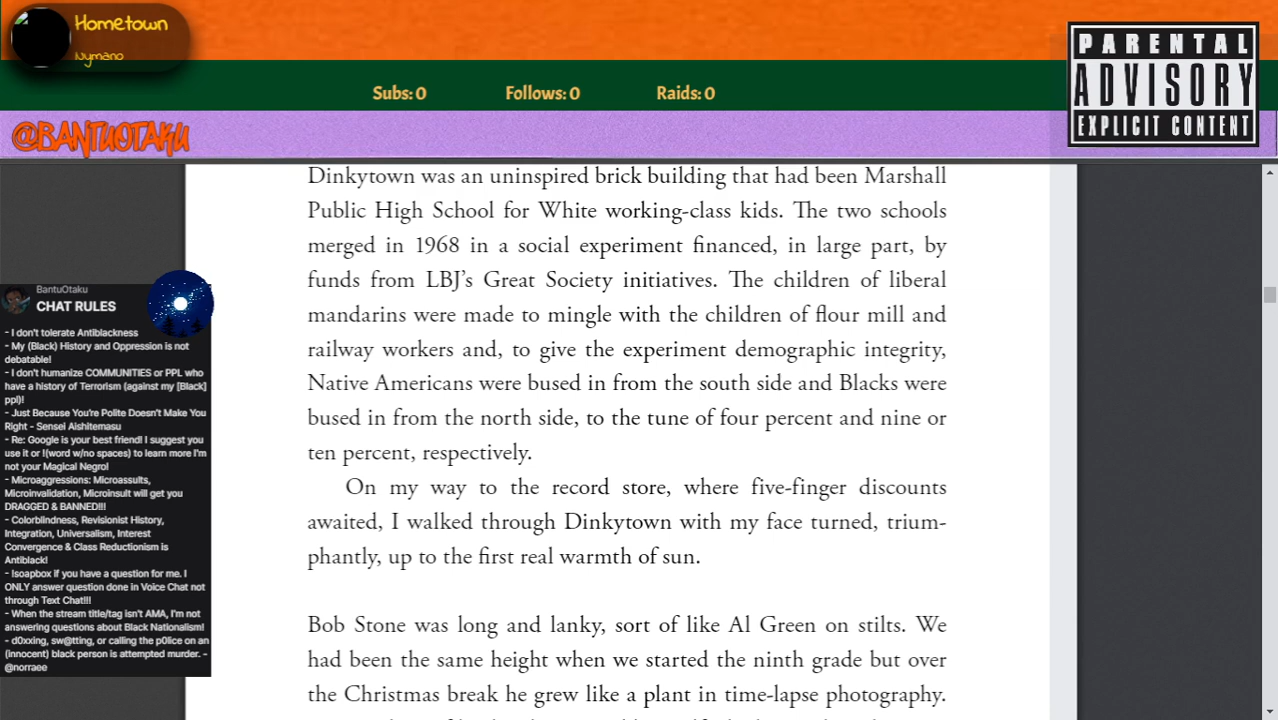 Hometown
Nymano
PARENTAL
ADVISORY
EXPLICIT CONTENT
Subs: 0 Follows: 0 Raids: 0
@BANTUOTAKU
Dinkytown was an uninspired brick building that had been Marshall
Public High School for White working-class kids. The two schools
merged in 1968 in a social experiment financed, in large part, by
funds from LBJ's Great Society initiatives. The children of liberal
mandarins were made to mingle with the children of flour mill and
railway workers and, to give the experiment demographic integrity,
Native Americans were bused in from the south side and Blacks were
bused in from the north side, to the tune of four percent and nine or
ten percent, respectively.
On my way to the record store, where five-finger discounts
awaited, I walked through Dinkytown with my face turned, trium-
phantly, up to the first real warmth of sun.
Bob Stone was long and lanky, sort of like Al Green on stilts. We
had been the same height when we started the ninth grade but over
the Christmas break he grew like a plant in time-lapse photography.
BantuOtaku
CHAT RULES
- I don't tolerate Antiblackness
- My (Black) History and Oppression is not
debatable!
- I don't humanize COMMUNITIES or PPL who
have a history of Terrorism (against my [Black]
ppl)!
- Just Because You're Polite Doesn't Make You
Right - Sensei Aishitemasu
- Re: Google is your best friend! I suggest you
use it or !(word w/no spaces) to learn more I'm
not your Magical Negro!
- Microaggressions: Microassults,
Microinvalidation, Microinsult will get you
DRAGGED & BANNED!!!
- Colorblindness, Revisionist History,
Integration, Universalism, Interest
Convergence & Class Reductionism is
Antiblack!
- !soapbox if you have a question for me. I
ONLY answer question done in Voice Chat not
through Text Chat!!!
- When the stream title/tag isn't AMA, I'm not
answering questions about Black Nationalism!
- d0xxing, sw@tting, or calling the p0lice on an
(innocent) black person is attempted murder. -
@norraee